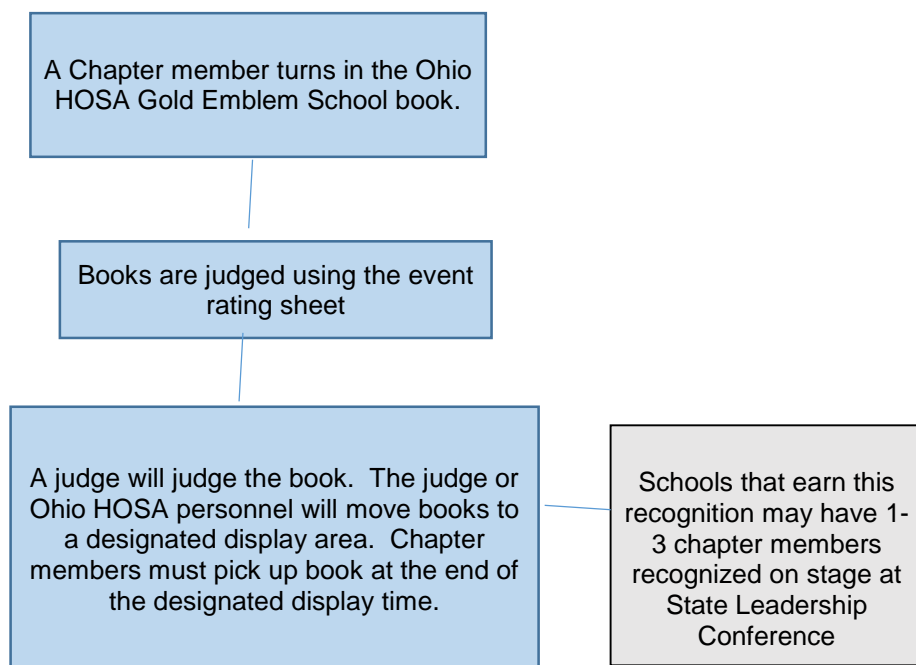 A Chapter member turns in the Ohio
HOSA Gold Emblem School book.
Books are judged using the event
rating sheet
A judge will judge the book.  The judge or
Ohio HOSA personnel will move books to
a designated display area.  Chapter
members must pick up book at the end of
the designated display time.
Schools that earn this
recognition may have 1-
3 chapter members
recognized on stage at
State Leadership
Conference